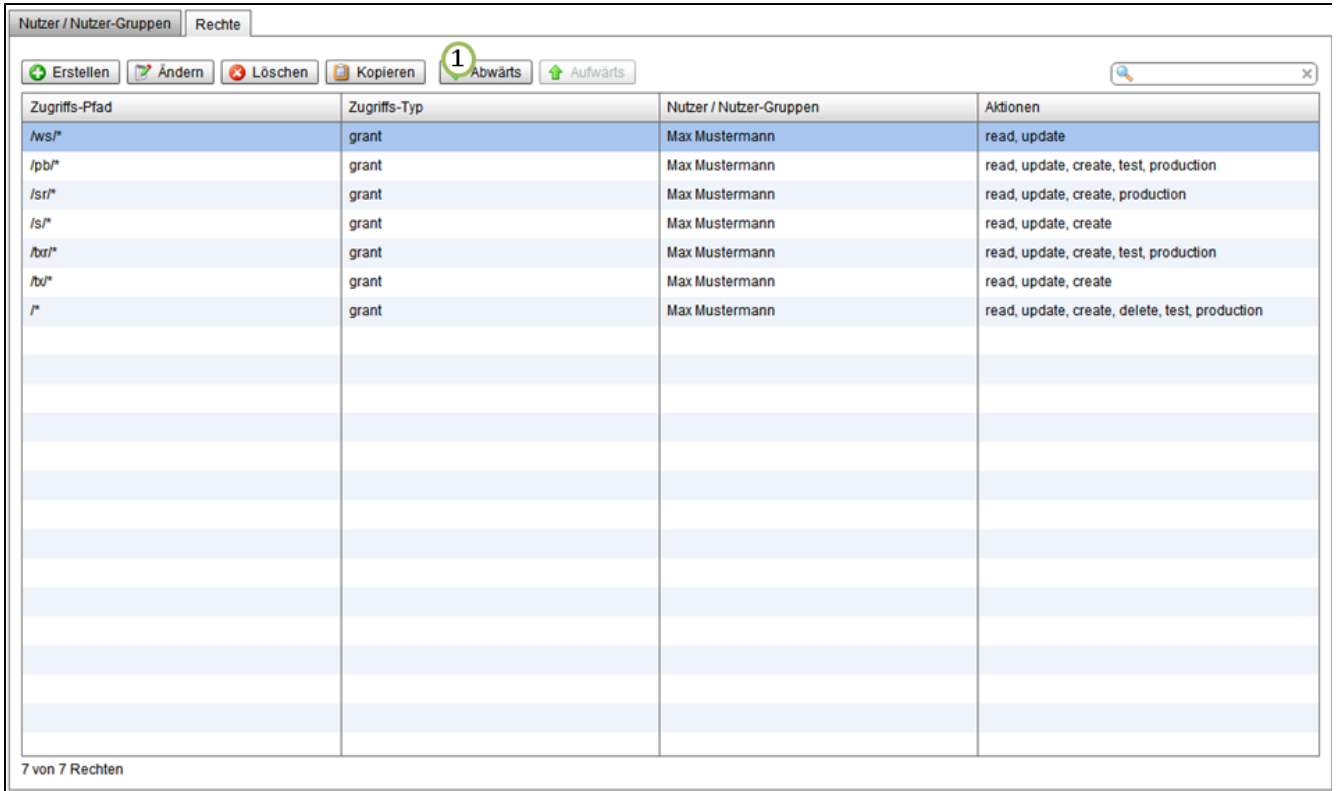 Nutzer / Nutzer-Gruppen Rechte
Erstellen Ändern Löschen Kopieren 1 Abwärts Aufwärts
Zugriffs-Pfad Zugriffs-Typ Nutzer / Nutzer-Gruppen Aktionen
/ws/* grant Max Mustermann read, update
/pb/* grant Max Mustermann read, update, create, test, production
/sr/* grant Max Mustermann read, update, create, production
/s/* grant Max Mustermann read, update, create
/txr/* grant Max Mustermann read, update, create, test, production
/tx/* grant Max Mustermann read, update, create
/* grant Max Mustermann read, update, create, delete, test, production
7 von 7 Rechten